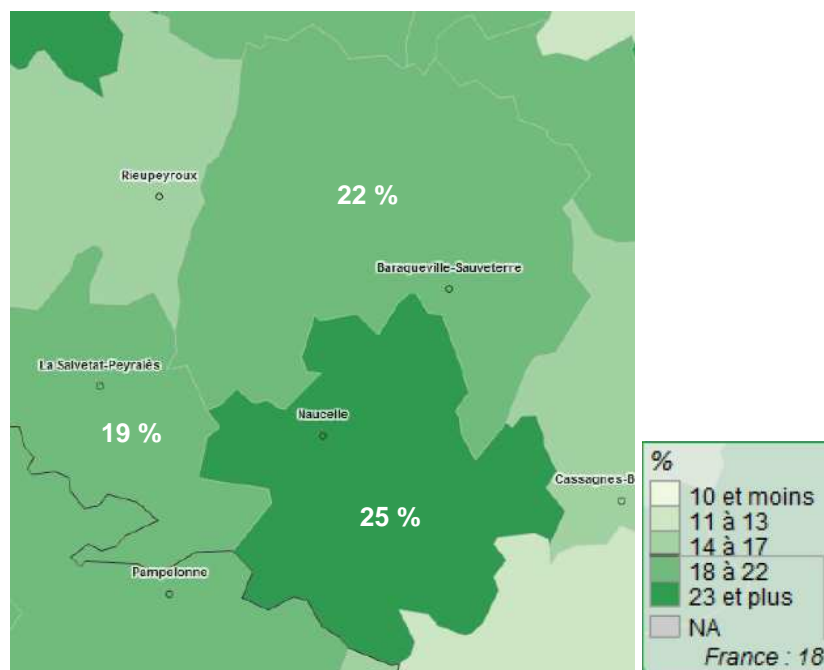 Rieupeyroux
22 %
Baraqueville-Sauveterre
La Salvetat-Peyralès
Naucelle
19 %
Cassagnes-B
25 %
Pampelonne
%
10 et moins
11 à 13
14 à 17
18 à 22
23 et plus
NA
France : 18